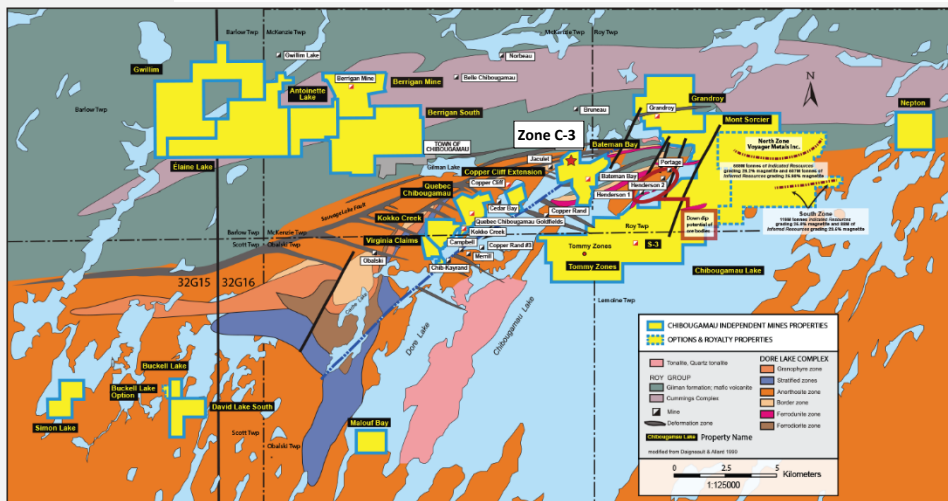 Barlow Twp
McKenzie Twp
McKenzie Twp
Roy Twp
Gwillim
Gwillim Lake
Norbeau
Berrigan Mine
Berrigan Mine
Belle Chibougamau
Antoinette
Lake
Barlow Twp
Grandroy
Grandroy
Nepton
N
Bruneau
Berrigan South
Mont Sorcier
TOWN OF
CHIBOUGAMAU
Zone C-3
Bateman Bay
North Zone
Voyager Metals Inc.
Gilman Lake
Jaculet
Portage
Elaine Lake
Copper Cliff Extension
Bateman Bay
Henderson 2
Quebec
Chibougamau
Copper Cliff
Henderson 1
Cedar Bay
Copper Rand
South Zone
Kokko Creek
Quebec Chibougamau Goldfields
Down dip
potential of
ore bodies
Kokko Creek
Roy Twp
Barlow Twp
McKenzie Twp
Scott Twp
Obalski Twp
Virginia Claims
Campbell
Copper Rand #3
Tommy Zones
S-3
Merrill
Obalski
Chib-Kayrand
Tommy Zones
Chibougamau Lake
32G15
32G16
Lemoine Twp
Dore Lake
Chibougamau Lake
Buckell Lake
Buckell Lake
Option
Simon Lake
David Lake South
Malouf Bay
Scott Twp
Obalski Twp
CHIBOUGAMAU INDEPENDENT MINES PROPERTIES
OPTIONS & ROYALTY PROPERTIES
Tonalite, Quartz tonalite
ROY GROUP
Gilman formation: mafic volcanite
Cummings Complex
Mine
Deformation zone
Chibougamau Lake
Property Name
modified from Daigneault & Allard 1990
DORE LAKE COMPLEX
Granophyre zone
Stratified zones
Anorthosite zone
Border zone
Ferrodunite zone
Ferrodiorite zone
0 2.5 5
Kilometers
1:125000